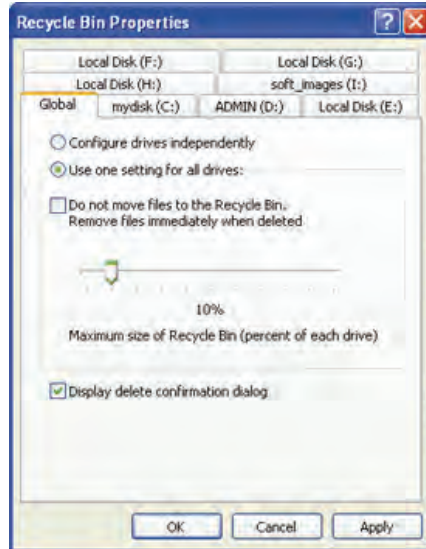 Recycle Bin Properties
Local Disk (F:) Local Disk (G:)
Local Disk (H:) soft_images (I:)
Global mydisk (C:) ADMIN (D:) Local Disk (E:)
Configure drives independently
Use one setting for all drives:
Do not move files to the Recycle Bin.
Remove files immediately when deleted
10%
Maximum size of Recycle Bin (percent of each drive)
Display delete confirmation dialog
OK Cancel Apply